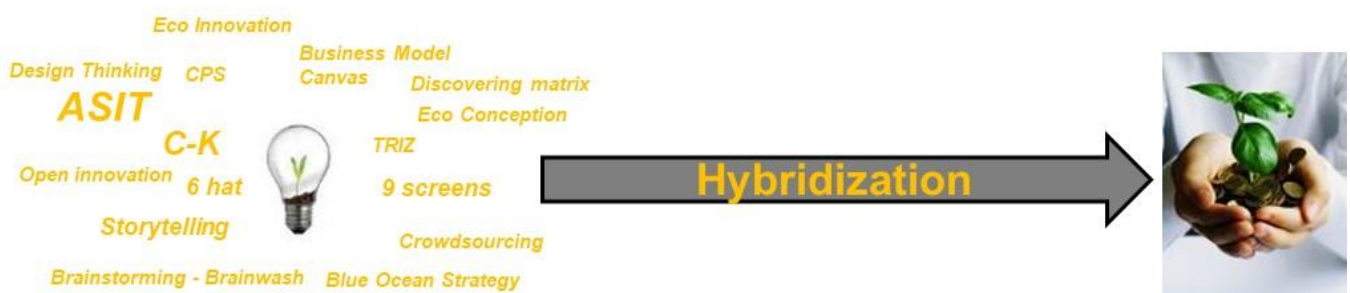 Eco Innovation
Business Model
Canvas
Design Thinking
CPS
Discovering matrix
ASIT
Eco Conception
C-K
TRIZ
Open innovation
6 hat
9 screens
Hybridization
Storytelling
Crowdsourcing
Brainstorming - Brainwash
Blue Ocean Strategy